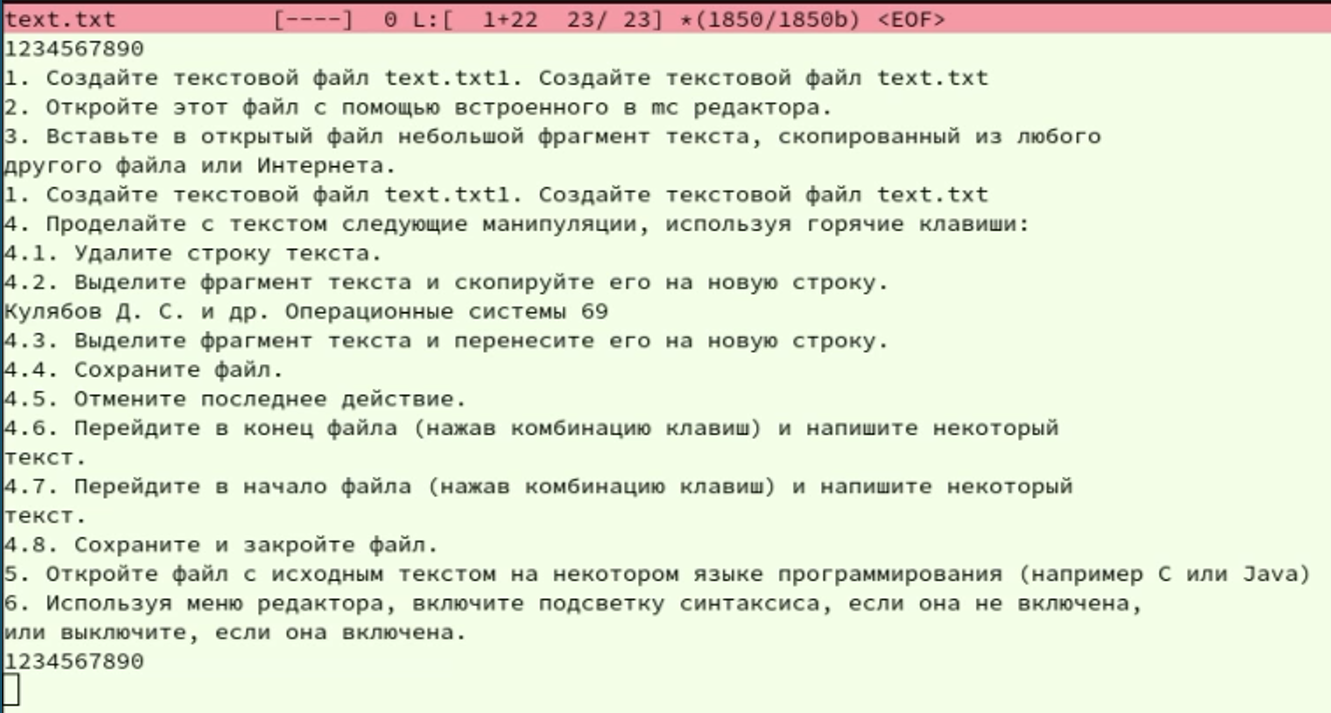 text.txt [----] 0 L:[ 1+22 23/ 23] *(1850/1850b) <EOF>
1234567890
1. Создайте текстовой файл text.txt1. Создайте текстовой файл text.txt
2. Откройте этот файл с помощью встроенного в mc редактора.
3. Вставьте в открытый файл небольшой фрагмент текста, скопированный из любого
другого файла или Интернета.
1. Создайте текстовой файл text.txt1. Создайте текстовой файл text.txt
4. Проделайте с текстом следующие манипуляции, используя горячие клавиши:
4.1. Удалите строку текста.
4.2. Выделите фрагмент текста и скопируйте его на новую строку.
Кулябов Д. С. и др. Операционные системы 69
4.3. Выделите фрагмент текста и перенесите его на новую строку.
4.4. Сохраните файл.
4.5. Отмените последнее действие.
4.6. Перейдите в конец файла (нажав комбинацию клавиш) и напишите некоторый
текст.
4.7. Перейдите в начало файла (нажав комбинацию клавиш) и напишите некоторый
текст.
4.8. Сохраните и закройте файл.
5. Откройте файл с исходным текстом на некотором языке программирования (например C или Java)
6. Используя меню редактора, включите подсветку синтаксиса, если она не включена,
или выключите, если она включена.
1234567890